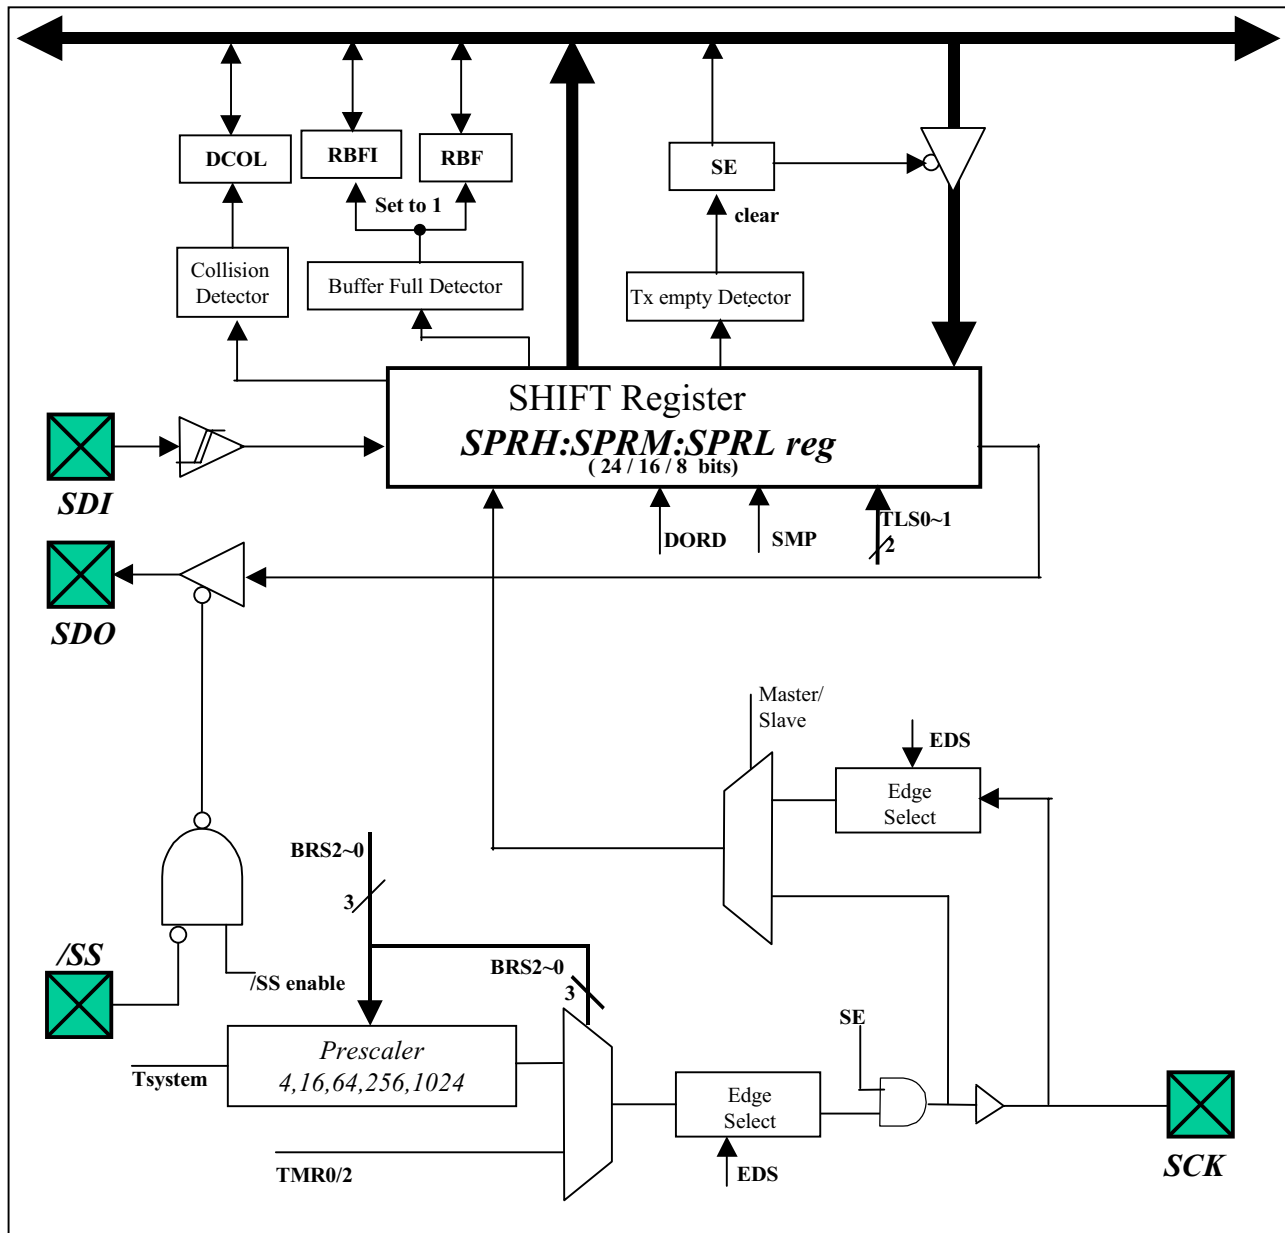 DCOL
RBFI
RBF
SE
Set to 1
clear
Collision
Detector
Buffer Full Detector
Tx empty Detector
SHIFT Register
SPRH:SPRM:SPRL reg
( 24 / 16 / 8 bits)
SDI
DORD
SMP
TLS0~1
2
SDO
Master/
Slave
EDS
Edge
Select
BRS2~0
3
/SS
/SS enable
BRS2~0
3
SE
Prescaler
4,16,64,256,1024
Tsystem
Edge
Select
TMR0/2
EDS
SCK